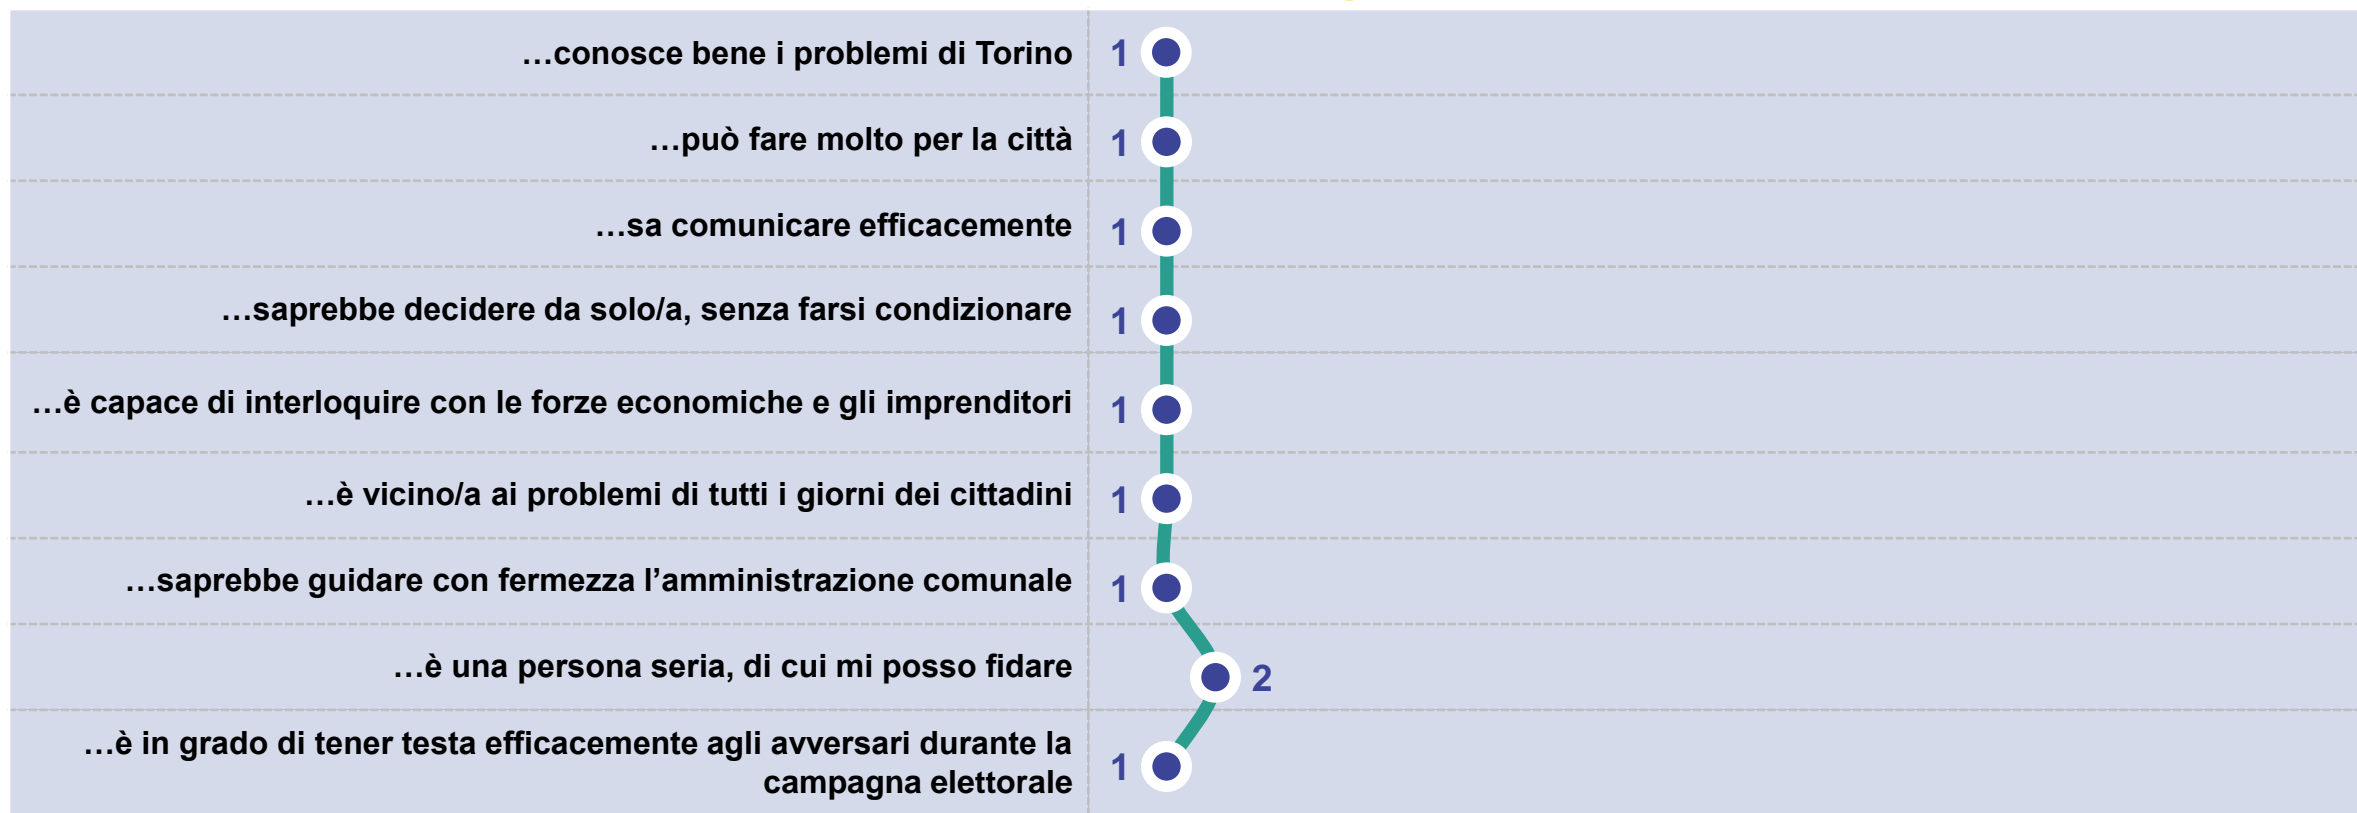 …conosce bene i problemi di Torino 1
…può fare molto per la città 1
…sa comunicare efficacemente 1
…saprebbe decidere da solo/a, senza farsi condizionare 1
…è capace di interloquire con le forze economiche e gli imprenditori 1
…è vicino/a ai problemi di tutti i giorni dei cittadini 1
…saprebbe guidare con fermezza l’amministrazione comunale 1
…è una persona seria, di cui mi posso fidare 2
…è in grado di tener testa efficacemente agli avversari durante la
campagna elettorale 1